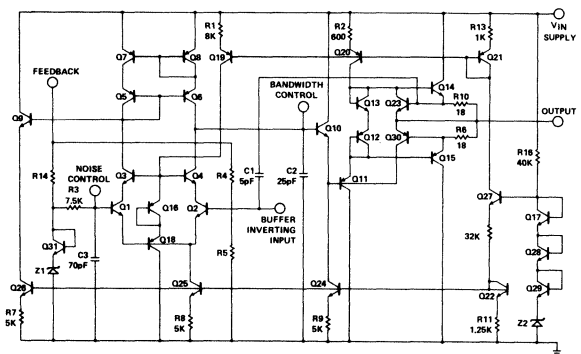 R1
8K
R2
600
R13
1K
VIN
SUPPLY
Q7
Q8
Q19
Q20
Q21
FEEDBACK
BANDWIDTH
CONTROL
Q14
Q13
Q23
R10
18
Q5
Q6
Q9
Q10
OUTPUT
Q12
Q30
R6
18
Q15
R16
40K
NOISE
CONTROL
R14
R3
7.5K
Q3
Q4
R4
C1
5pF
C2
25pF
Q11
Q1
Q16
Q2
Q27
Q17
BUFFER
INVERTING
INPUT
Q31
Q18
R5
32K
Q28
Z1
C3
70pF
Q26
Q25
Q24
Q22
Q29
R7
5K
R8
5K
R9
5K
R11
1.25K
Z2